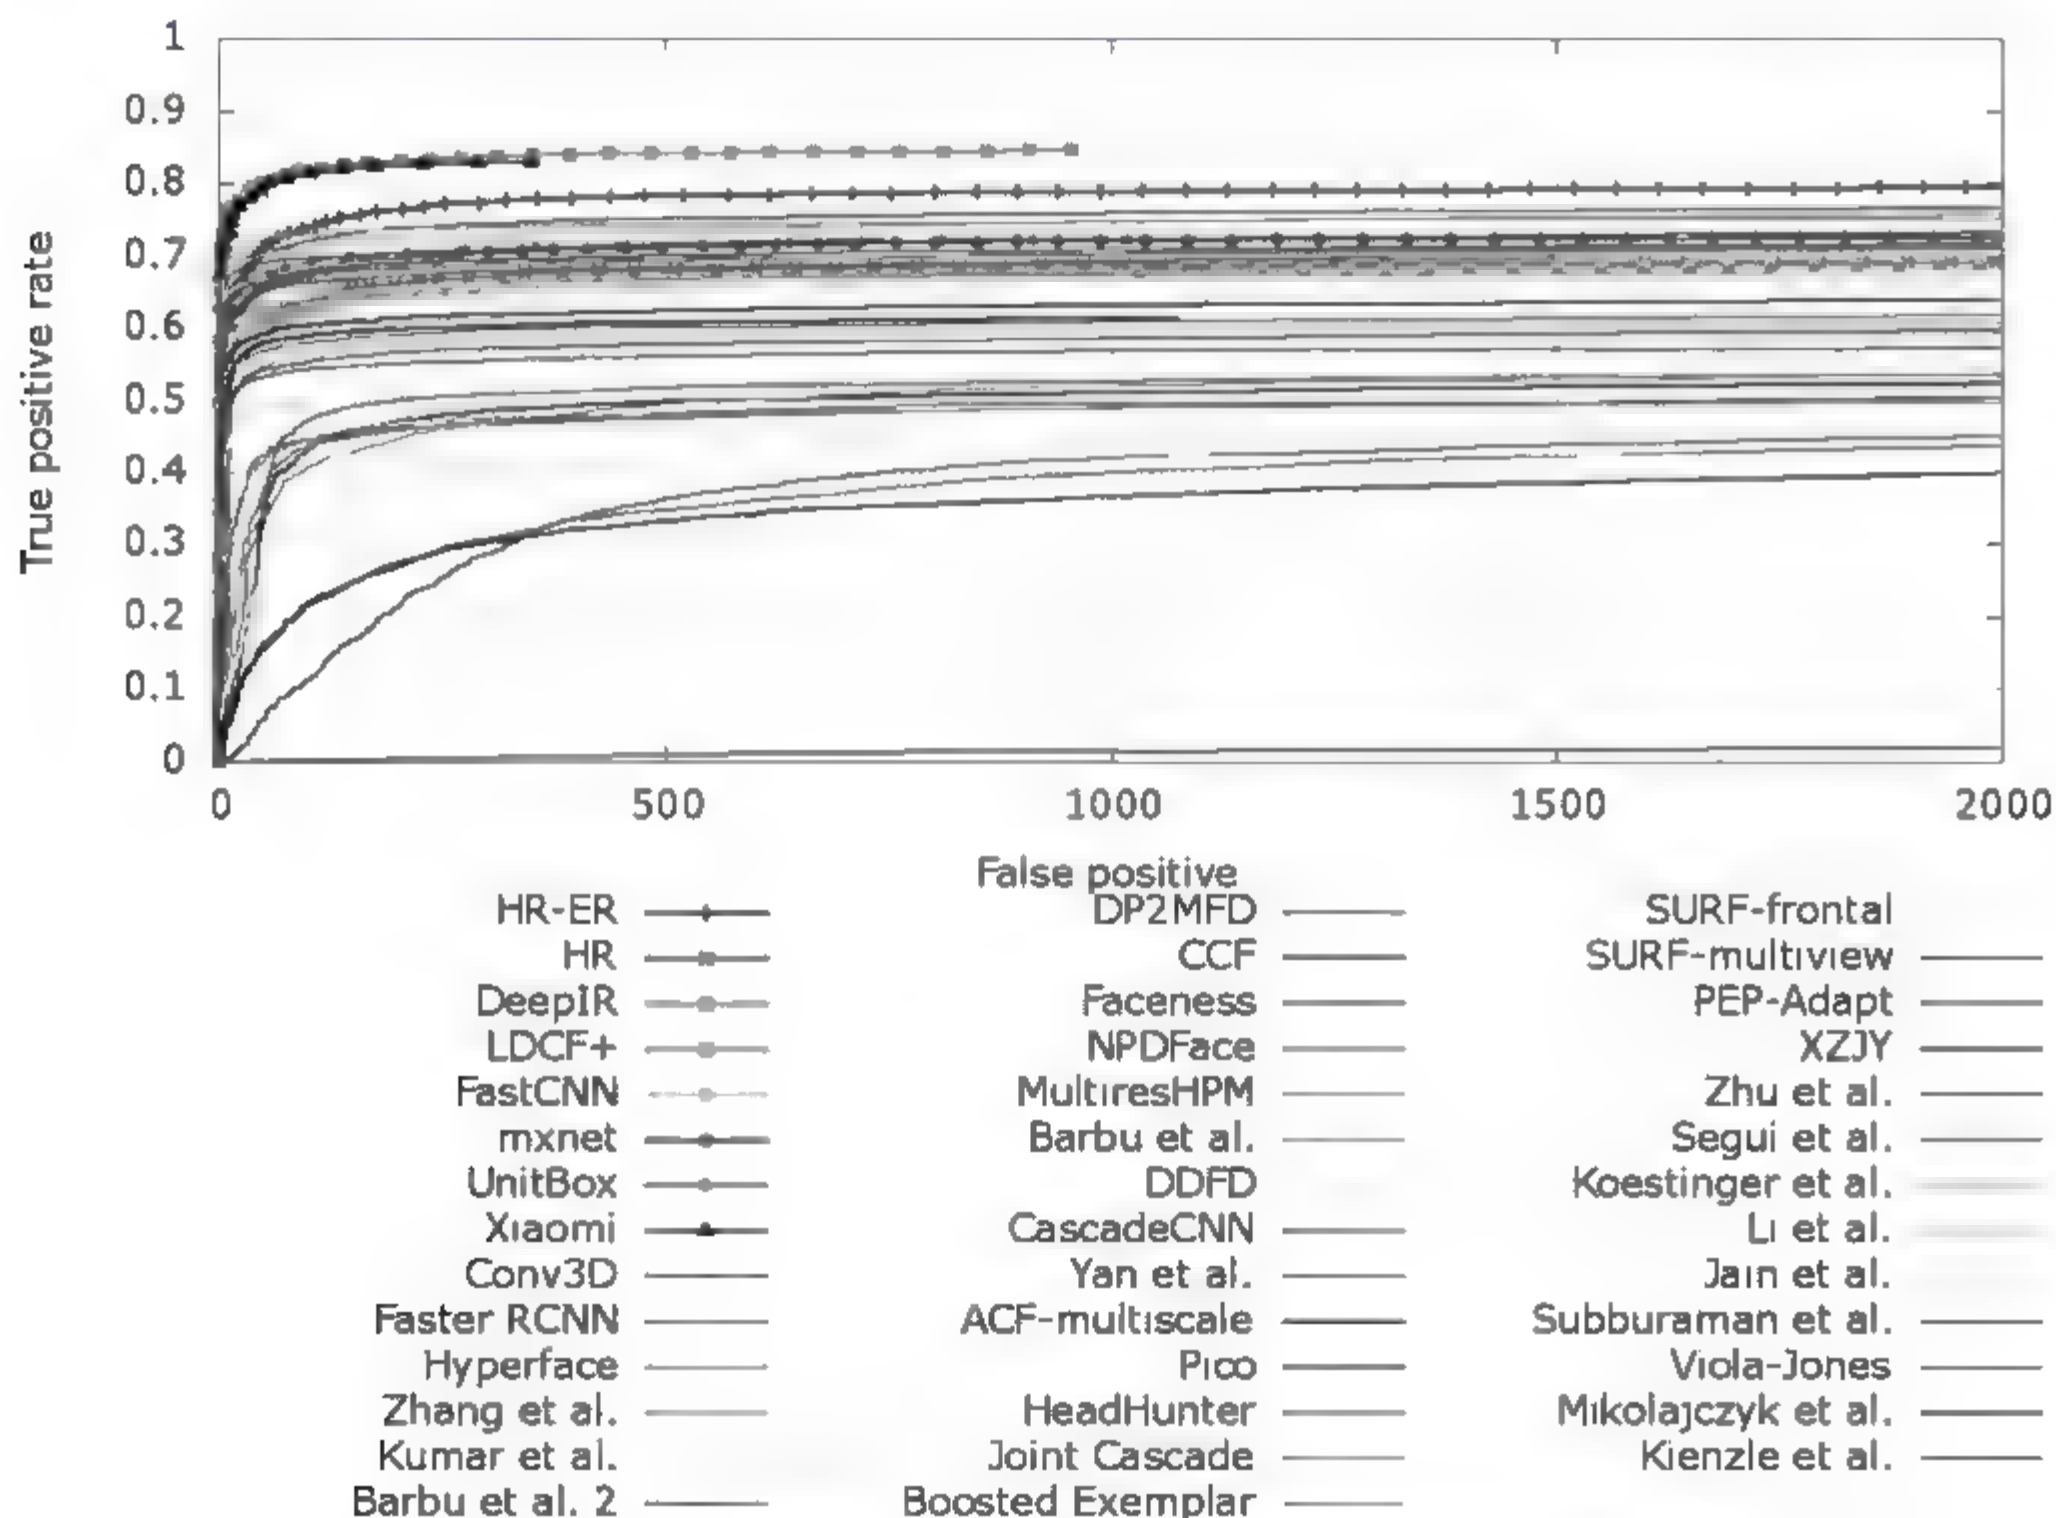 1
0.9
0.8
0.7
0.6
0.5
0.4
0.3
0.2
0.1
0
True positive rate
0 500 1000 1500 2000
False positive
HR-ER DP2MFD SURF-frontal
HR CCF SURF-multiview
DeepIR Faceness PEP-Adapt
LDCF+ NPDFace XZJY
FastCNN MultiresHPM Zhu et al.
mxnet Barbu et al. Segui et al.
UnitBox DDFD Koestinger et al.
Xiaomi CascadeCNN Li et al.
Conv3D Yan et al. Jain et al.
Faster RCNN ACF-multiscale Subburaman et al.
Hyperface Pico Viola-Jones
Zhang et al. HeadHunter Mikolajczyk et al.
Kumar et al. Joint Cascade Kienzle et al.
Barbu et al. 2 Boosted Exemplar